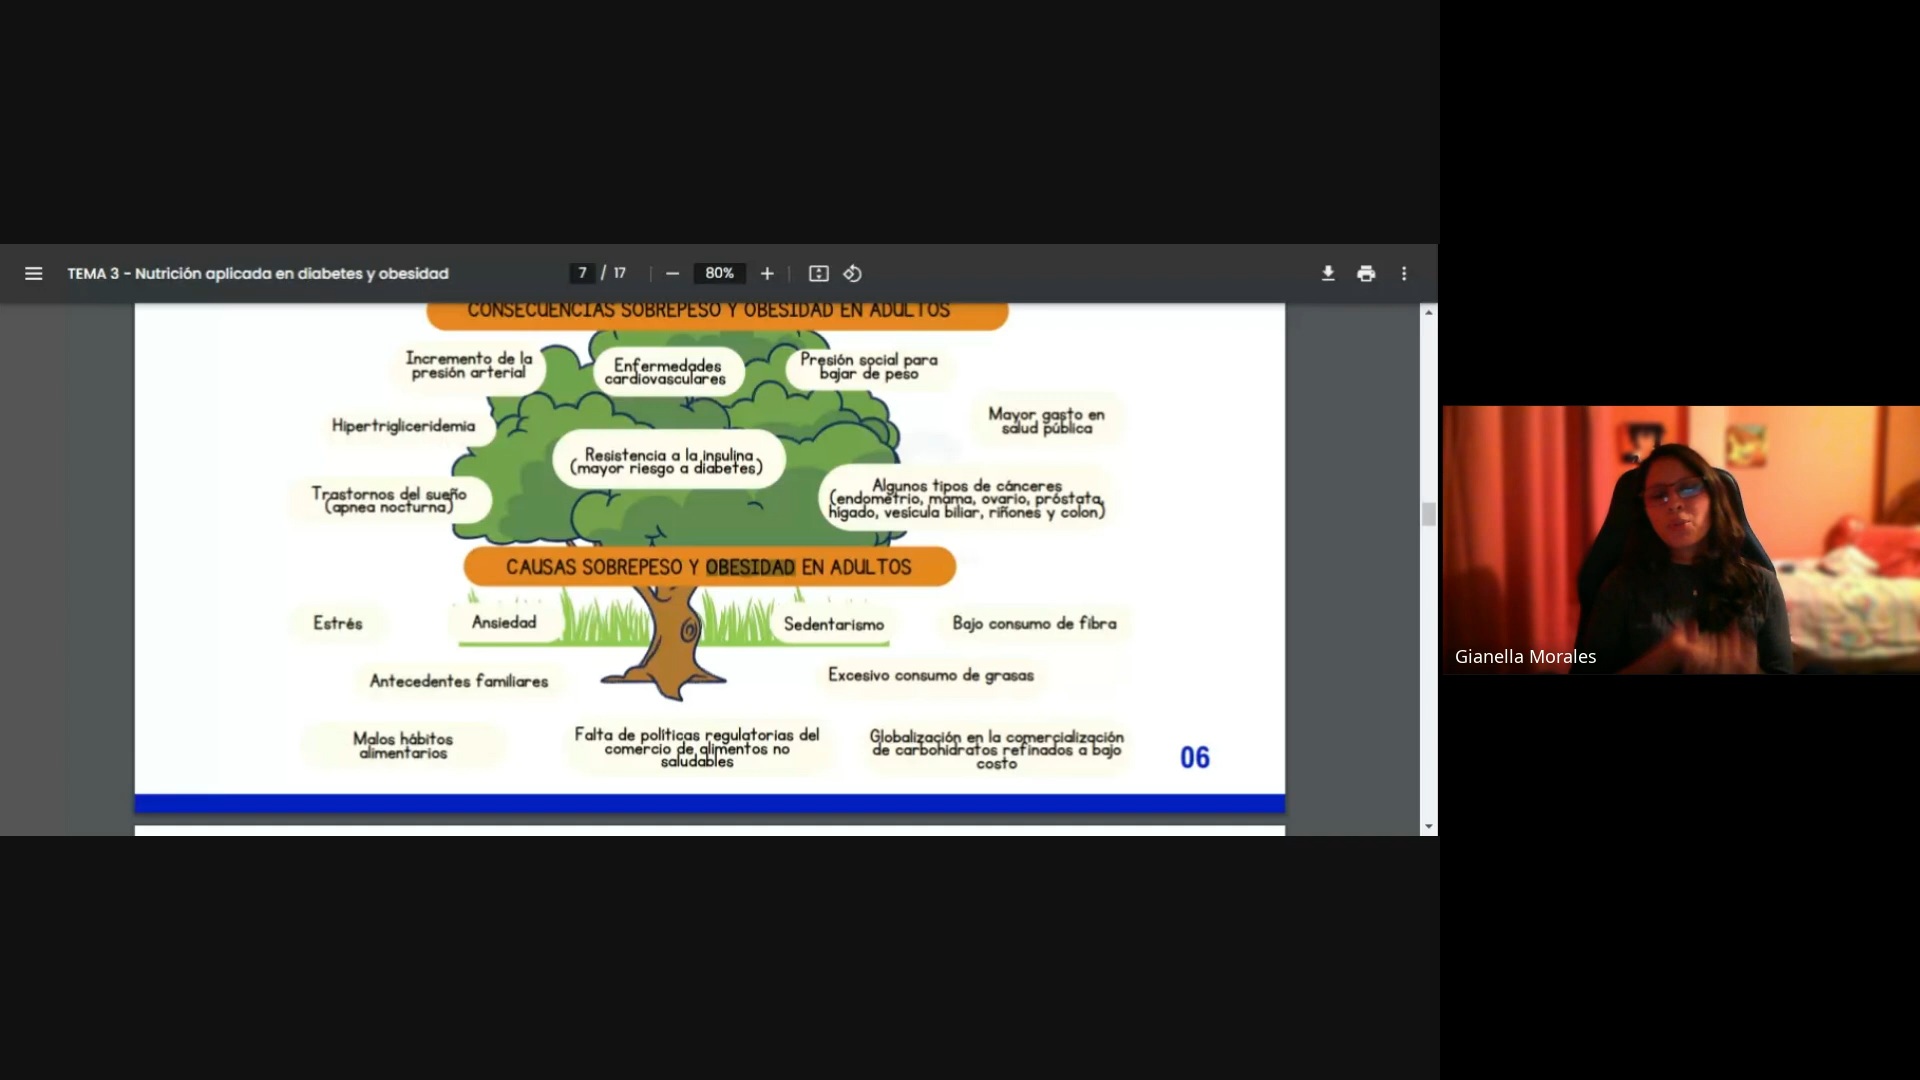 TEMA 3 - Nutrición aplicada en diabetes y obesidad
7 / 17
80%
CONSECUENCIAS SOBREPESO Y OBESIDAD EN ADULTOS
Incremento de la
presión arterial
Enfermedades
cardiovasculares
Presión social para
bajar de peso
Mayor gasto en
salud pública
Hipertrigliceridemia
Resistencia a la insulina
(mayor riesgo a diabetes)
Trastornos del sueño
(apnea nocturna)
Algunos tipos de cánceres
(endometrio, mama, ovario, próstata,
hígado, vesícula biliar, riñones y colon)
CAUSAS SOBREPESO Y OBESIDAD EN ADULTOS
Estrés
Ansiedad
Sedentarismo
Bajo consumo de fibra
Antecedentes familiares
Excesivo consumo de grasas
Malos hábitos
alimentarios
Falta de políticas regulatorias del
comercio de alimentos no
saludables
Globalización en la comercialización
de carbohidratos refinados a bajo
costo
06
Gianella Morales